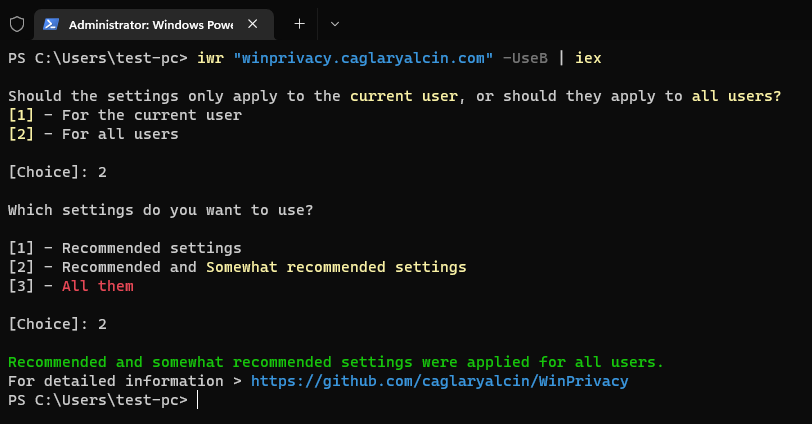 Administrator: Windows Powe
PS C:\Users\test-pc> iwr "winprivacy.caglaryalcin.com" -UseB | iex
Should the settings only apply to the current user, or should they apply to all users?
[1] - For the current user
[2] - For all users
[Choice]: 2
Which settings do you want to use?
[1] - Recommended settings
[2] - Recommended and Somewhat recommended settings
[3] - All them
[Choice]: 2
Recommended and somewhat recommended settings were applied for all users.
For detailed information > https://github.com/caglaryalcin/WinPrivacy
PS C:\Users\test-pc>